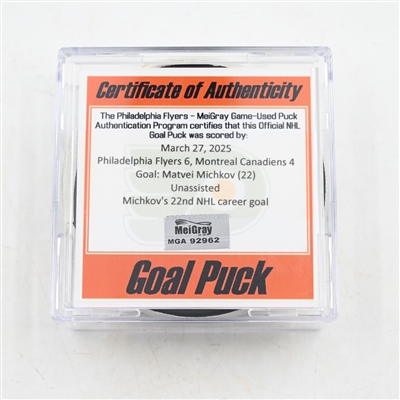 Certificate of Authenticity
The Philadelphia Flyers - MeiGray Game-Used Puck
Authentication Program certifies that this Official NHL
Goal Puck was scored by:
March 27, 2025
Philadelphia Flyers 6, Montreal Canadiens 4
Goal: Matvei Michkov (22)
Unassisted
Michkov's 22nd NHL career goal
MeiGray
MGA 92962
Goal Puck